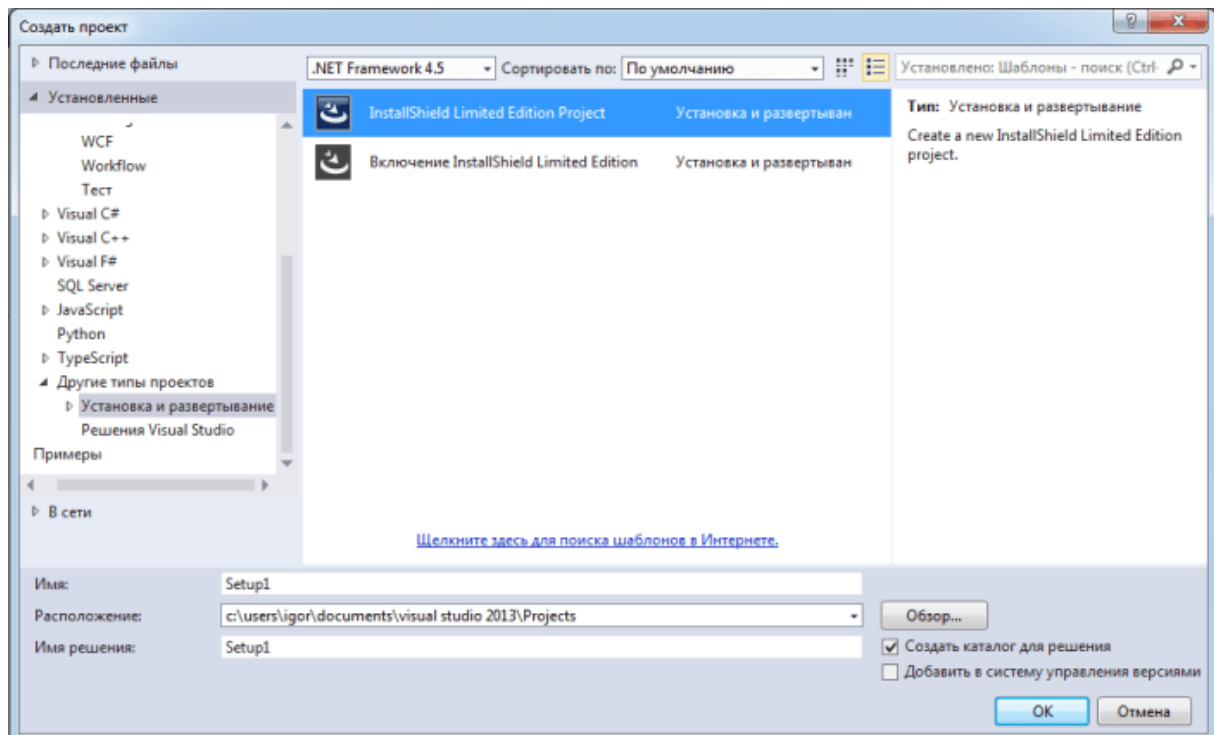 Создать проект
Последние файлы
.NET Framework 4.5
Сортировать по:
По умолчанию
Установлено: Шаблоны - поиск (Ctrl-
Установленные
WCF
Workflow
Тест
Visual C#
Visual C++
Visual F#
SQL Server
JavaScript
Python
TypeScript
Другие типы проектов
Установка и развертывание
Решения Visual Studio
Примеры
В сети
InstallShield Limited Edition Project Установка и развертыван
Включение InstallShield Limited Edition Установка и развертыван
Щелкните здесь для поиска шаблонов в Интернете.
Тип: Установка и развертывание
Create a new InstallShield Limited Edition
project.
Имя: Setup1
Расположение: c:\users\igor\documents\visual studio 2013\Projects
Обзор...
Имя решения: Setup1
Создать каталог для решения
Добавить в систему управления версиями
OK
Отмена